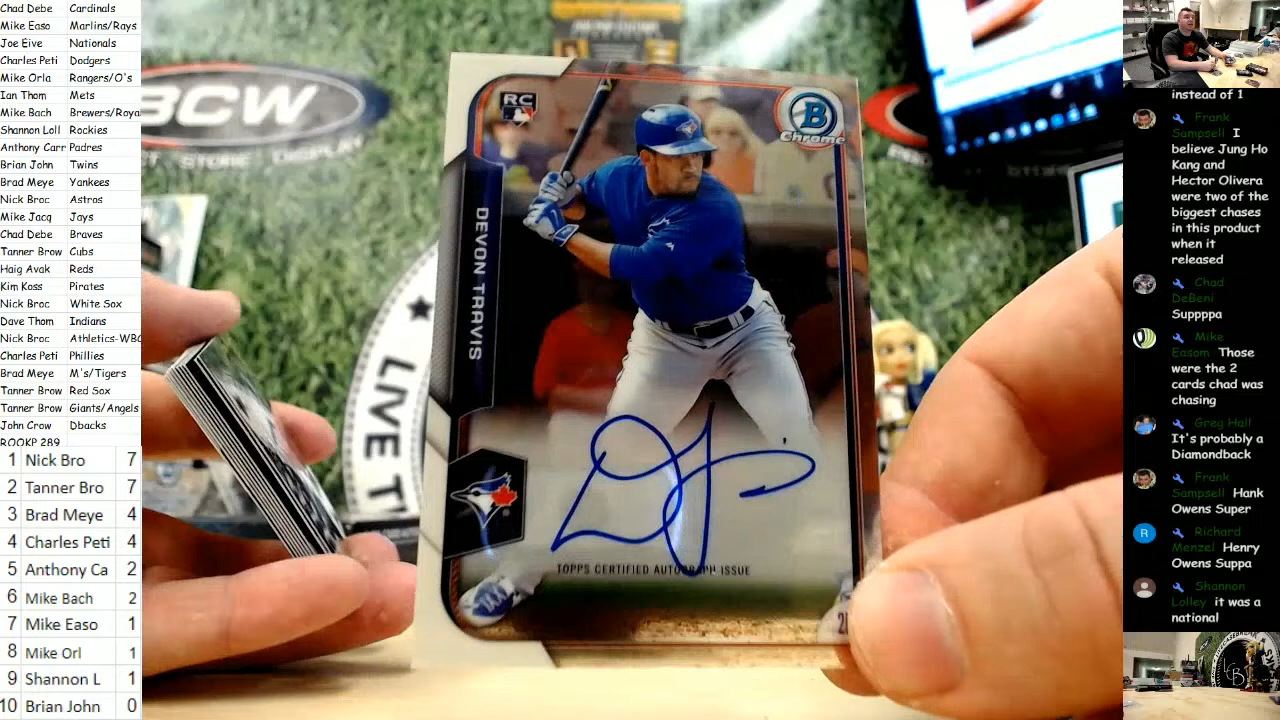 Chad Debe Cardinals
Mike Easo Marlins/Rays
Joe Eive Nationals
Charles Peti Dodgers
Mike Orla Rangers/O's
Ian Thom Mets
Mike Bach Brewers/Roya
Shannon Loll Rockies
Anthony Carr Padres
Brian John Twins
Brad Meye Yankees
Nick Broc Astros
Mike Jacq Jays
Chad Debe Braves
Tanner Brow Cubs
Haig Avak Reds
Kim Koss Pirates
Nick Broc White Sox
Dave Thom Indians
Nick Broc Athletics-WBC
Charles Peti Phillies
Brad Meye M's/Tigers
Tanner Brow Red Sox
Tanner Brow Giants/Angels
John Crow Dbacks
1 Nick Bro 7
2 Tanner Bro 7
3 Brad Meye 4
4 Charles Peti 4
5 Anthony Ca 2
6 Mike Bach 2
7 Mike Easo 1
8 Mike Orl 1
9 Shannon L 1
10 Brian John 0
BCW
LIVE T
RC
B
Chrome
DEVON TRAVIS
TOPPS CERTIFIED AUTOGRAPH ISSUE
instead of 1
Frank
Sampsell I
believe Jung Ho
Kang and
Hector Olivera
were two of the
biggest chases
in this product
when it
released
Chad
DeBeni
Suppppa
Mike
Easom Those
were the 2
cards chad was
chasing
Greg Hall
It's probably a
Diamondback
Frank
Sampsell Hank
Owens Super
R Richard
Menzel Henry
Owens Suppa
Shannon
Lolley it was a
national